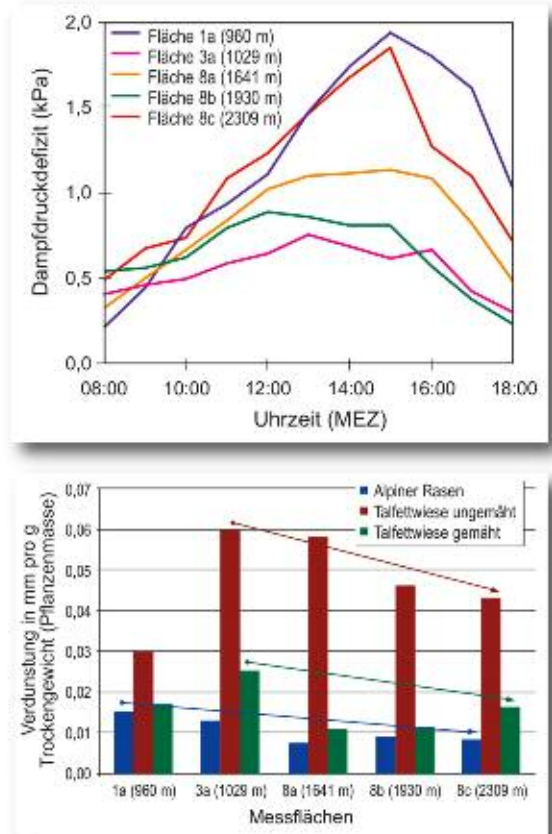 2,0
1,5
1,0
0,5
0,0
Dampfdruckdefizit (kPa)
Fläche 1a (960 m)
Fläche 3a (1029 m)
Fläche 8a (1641 m)
Fläche 8b (1930 m)
Fläche 8c (2309 m)
08:00 10:00 12:00 14:00 16:00 18:00
Uhrzeit (MEZ)
0,07
0,06
0,05
0,04
0,03
0,02
0,01
0,00
Verdunstung in mm pro g
Trockengewicht (Pflanzenmasse)
Alpiner Rasen
Talfettwiese ungemäht
Talfettwiese gemäht
1a (960 m) 3a (1029 m) 8a (1641 m) 8b (1930 m) 8c (2309 m)
Messflächen